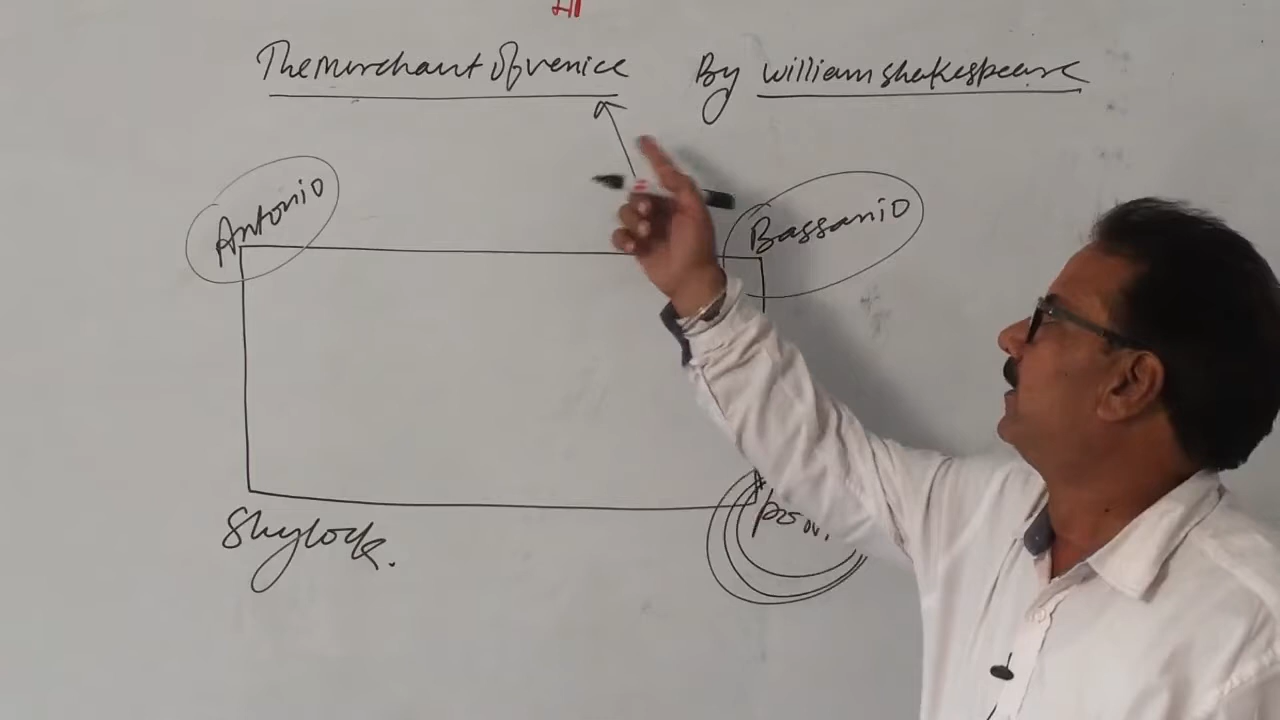 The Merchant Of venice By william shakespeare
Antonio
Bassanio
Shylock.